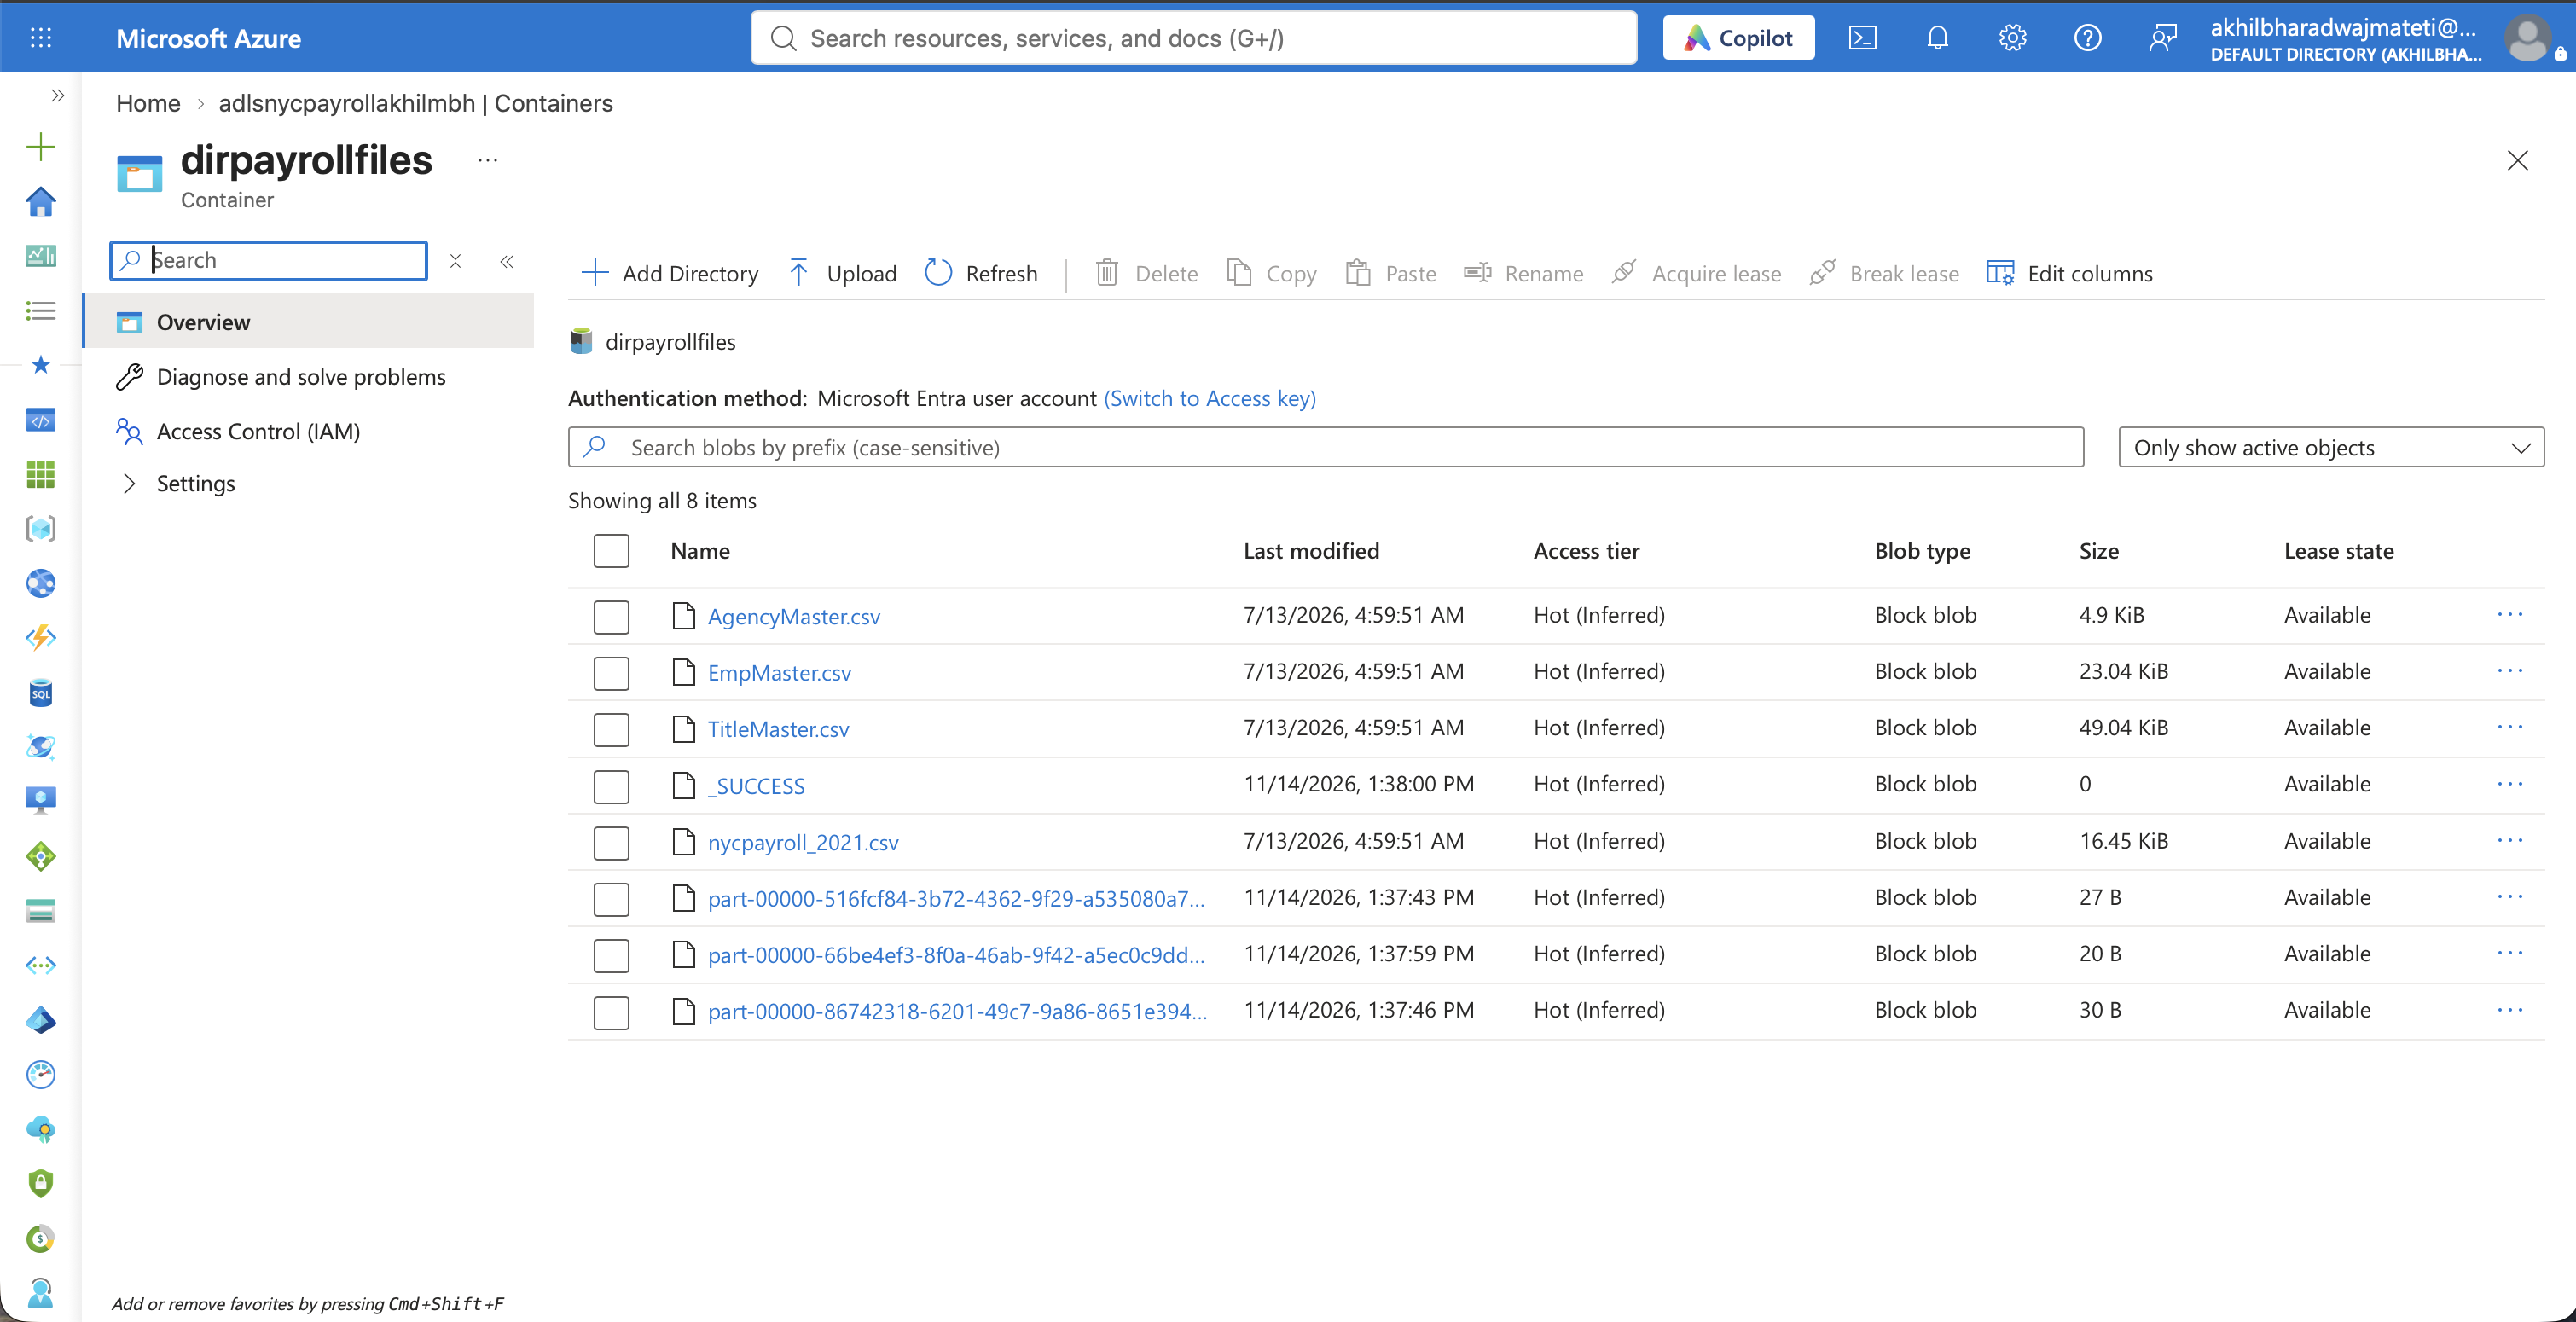 Microsoft Azure
Search resources, services, and docs (G+/)
Copilot
akhilbharadwajmateti@...
DEFAULT DIRECTORY (AKHILBHA...
Home > adlsnycpayrollakhilmbh | Containers
dirpayrollfiles ...
Container
Search
Overview
Diagnose and solve problems
Access Control (IAM)
Settings
Add Directory Upload Refresh Delete Copy Paste Rename Acquire lease Break lease Edit columns
dirpayrollfiles
Authentication method: Microsoft Entra user account (Switch to Access key)
Search blobs by prefix (case-sensitive) Only show active objects
Showing all 8 items
Name Last modified Access tier Blob type Size Lease state
AgencyMaster.csv 7/13/2026, 4:59:51 AM Hot (Inferred) Block blob 4.9 KiB Available ...
EmpMaster.csv 7/13/2026, 4:59:51 AM Hot (Inferred) Block blob 23.04 KiB Available ...
TitleMaster.csv 7/13/2026, 4:59:51 AM Hot (Inferred) Block blob 49.04 KiB Available ...
_SUCCESS 11/14/2026, 1:38:00 PM Hot (Inferred) Block blob 0 Available ...
nycpayroll_2021.csv 7/13/2026, 4:59:51 AM Hot (Inferred) Block blob 16.45 KiB Available ...
part-00000-516fcf84-3b72-4362-9f29-a535080a7... 11/14/2026, 1:37:43 PM Hot (Inferred) Block blob 27 B Available ...
part-00000-66be4ef3-8f0a-46ab-9f42-a5ec0c9dd... 11/14/2026, 1:37:59 PM Hot (Inferred) Block blob 20 B Available ...
part-00000-86742318-6201-49c7-9a86-8651e394... 11/14/2026, 1:37:46 PM Hot (Inferred) Block blob 30 B Available ...
SQL
Add or remove favorites by pressing Cmd+Shift+F